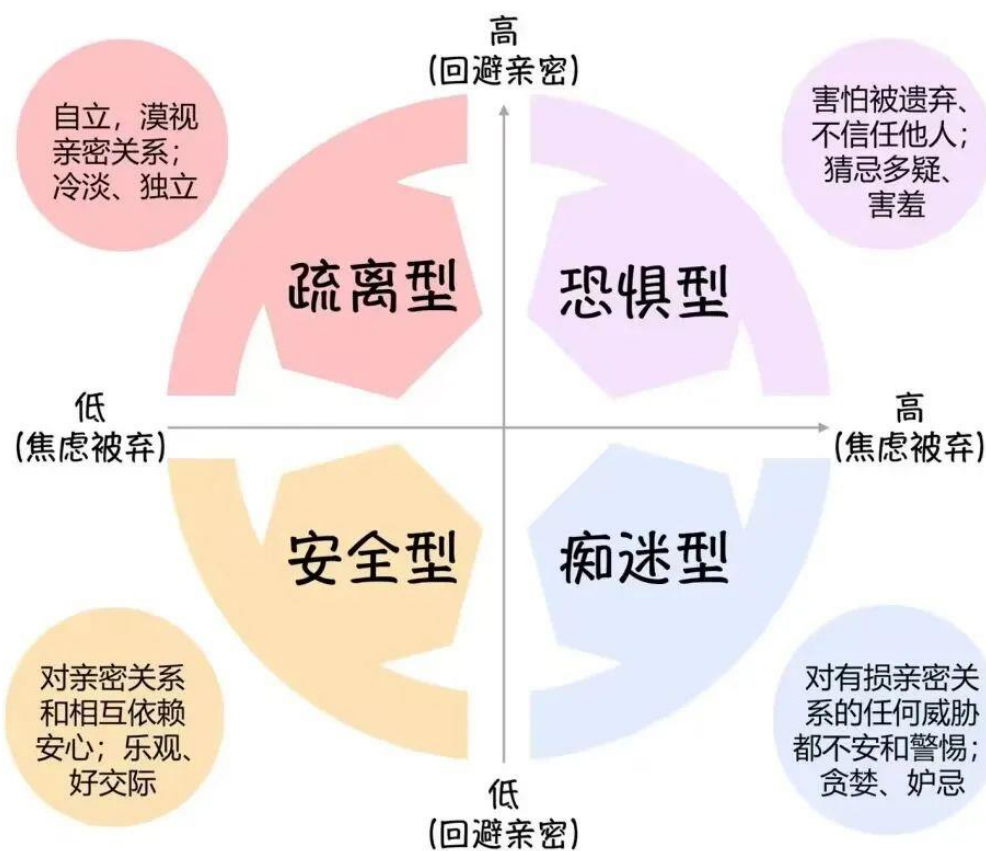 高
(回避亲密)
自立，漠视
亲密关系；
冷淡、独立
害怕被遗弃、
不信任他人；
猜忌多疑、
害羞
疏离型
恐惧型
低
(焦虑被弃)
高
(焦虑被弃)
安全型
痴迷型
对亲密关系
和相互依赖
安心；乐观、
好交际
对有损亲密关
系的任何威胁
都不安和警惕；
贪婪、妒忌
低
(回避亲密)